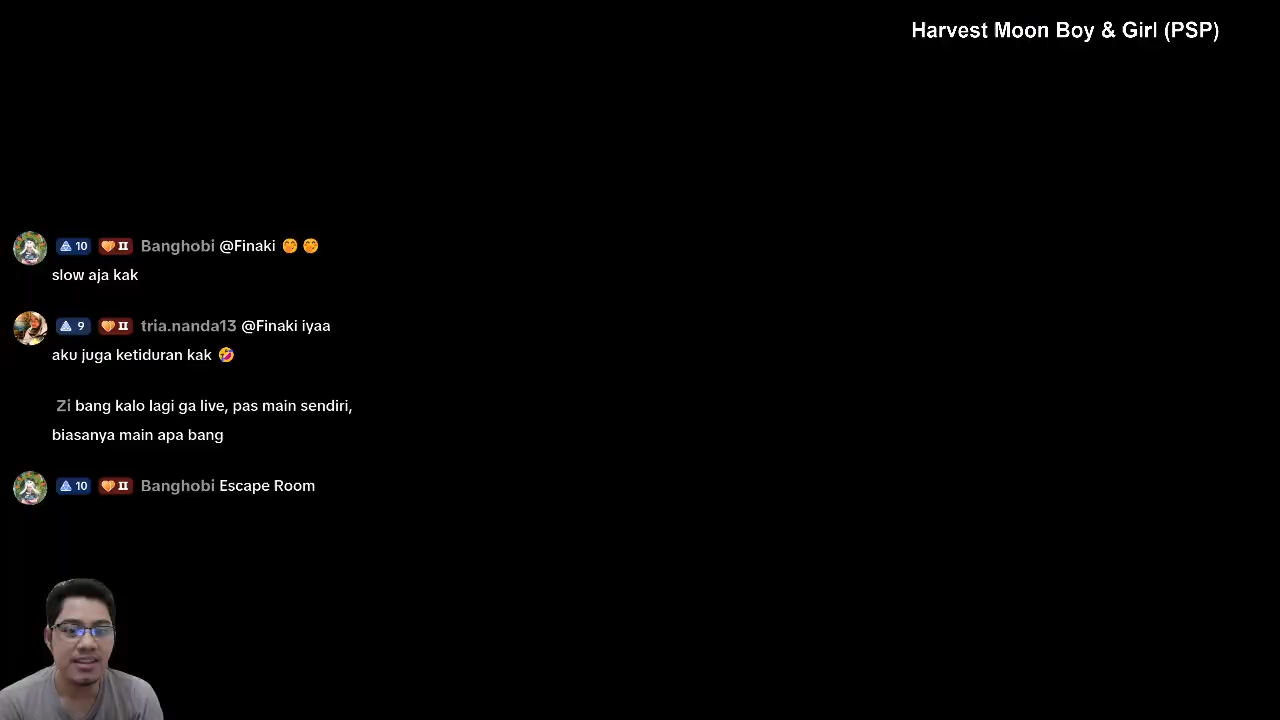 Harvest Moon Boy & Girl (PSP)
10 II Banghobi @Finaki 😊 😊
slow aja kak
9 II tria.nanda13 @Finaki iyaa
aku juga ketiduran kak 🤣
Zi bang kalo lagi ga live, pas main sendiri,
biasanya main apa bang
10 II Banghobi Escape Room